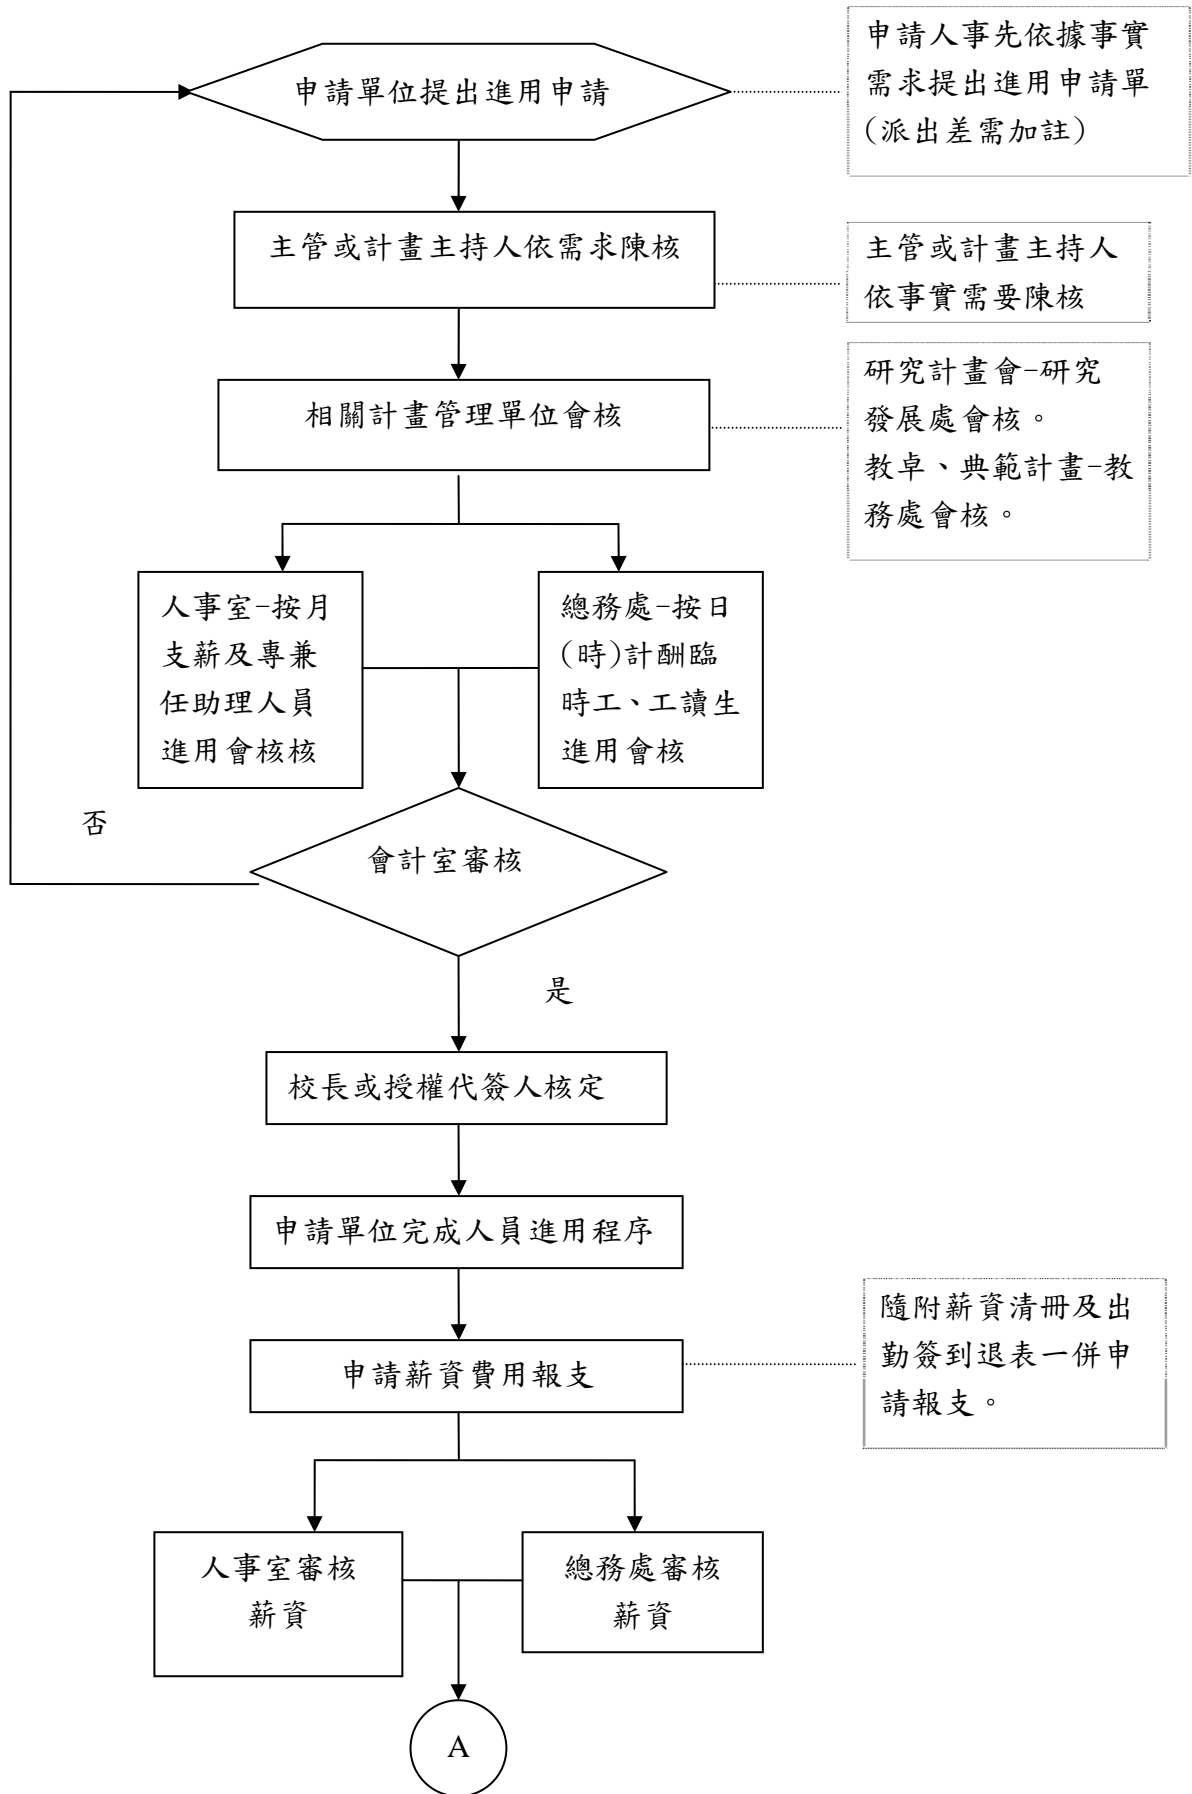 申請單位提出進用申請
申請人事先依據事實
需求提出進用申請單
(派出差需加註)
主管或計畫主持人依需求陳核
主管或計畫主持人
依事實需要陳核
相關計畫管理單位會核
研究計畫會-研究
發展處會核。
教卓、典範計畫-教
務處會核。
人事室-按月
支薪及專兼
任助理人員
進用會核核
總務處-按日
(時)計酬臨
時工、工讀生
進用會核
否
會計室審核
是
校長或授權代簽人核定
申請單位完成人員進用程序
申請薪資費用報支
隨附薪資清冊及出
勤簽到退表一併申
請報支。
人事室審核
薪資
總務處審核
薪資
A